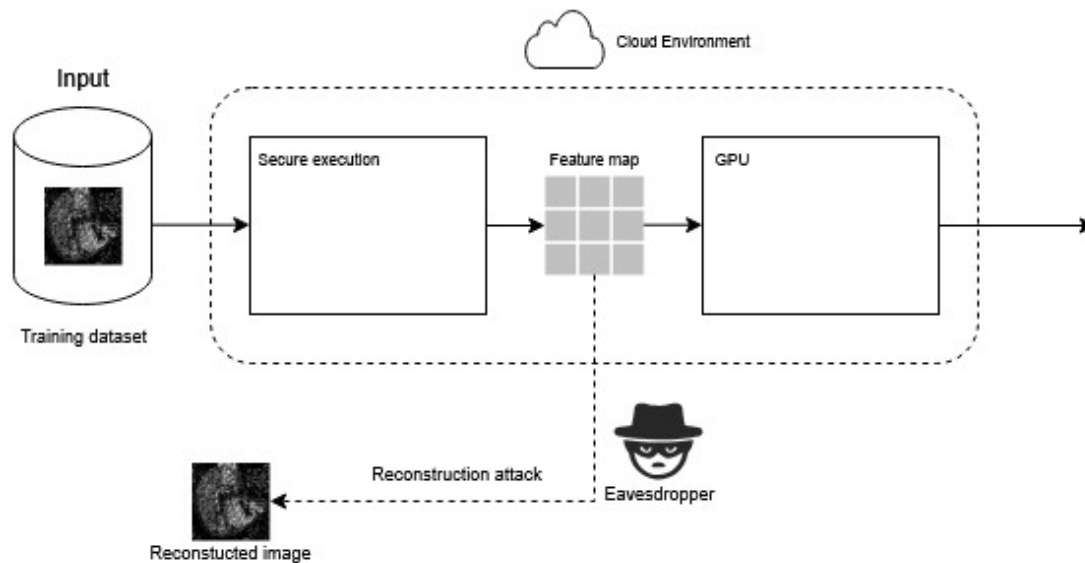 Cloud Environment
Input
Secure execution
Feature map
GPU
Training dataset
Reconstruction attack
Eavesdropper
Reconstucted image